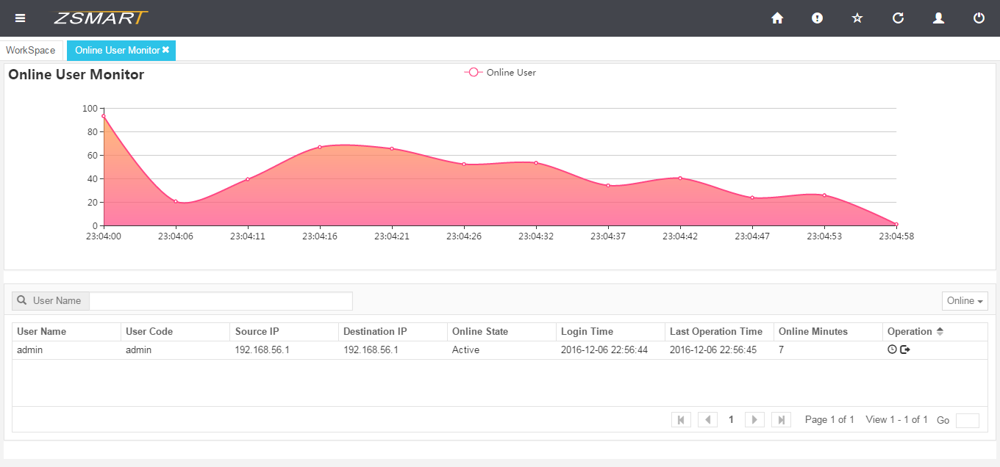 ZSMART
WorkSpace Online User Monitor
Online User Monitor
Online User
100
80
60
40
20
0
23:04:00 23:04:06 23:04:11 23:04:16 23:04:21 23:04:26 23:04:32 23:04:37 23:04:42 23:04:47 23:04:53 23:04:58
User Name Online
User Name User Code Source IP Destination IP Online State Login Time Last Operation Time Online Minutes Operation
admin admin 192.168.56.1 192.168.56.1 Active 2016-12-06 22:56:44 2016-12-06 22:56:45 7
1 Page 1 of 1 View 1 - 1 of 1 Go